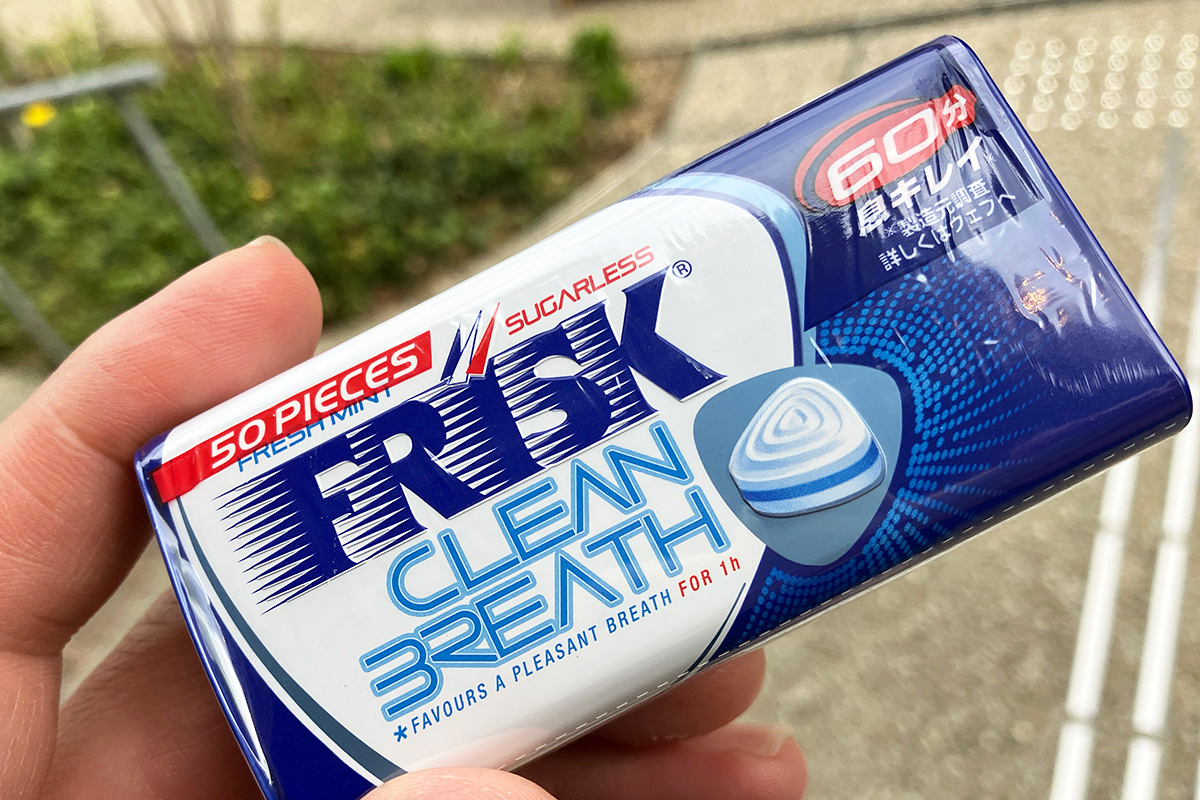 50 PIECES
FRESH MINT
SUGARLESS
FRISK®
CLEAN
BREATH
*FAVOURS A PLEASANT BREATH FOR 1h
60分
息キレイ*
※製造元調査
詳しくはウェブへ